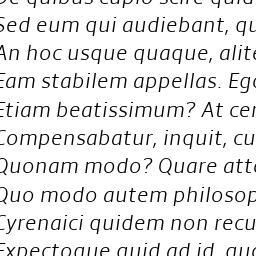 De quibus cupio scire quid
Sed eum qui audiebant, qu
An hoc usque quaque, alite
Eam stabilem appellas. Ego
Etiam beatissimum? At cer
Compensabatur, inquit, cu
Quonam modo? Quare atte
Quo modo autem philosop
Cyrenaici quidem non recu
Expectoque quid ad id, quo